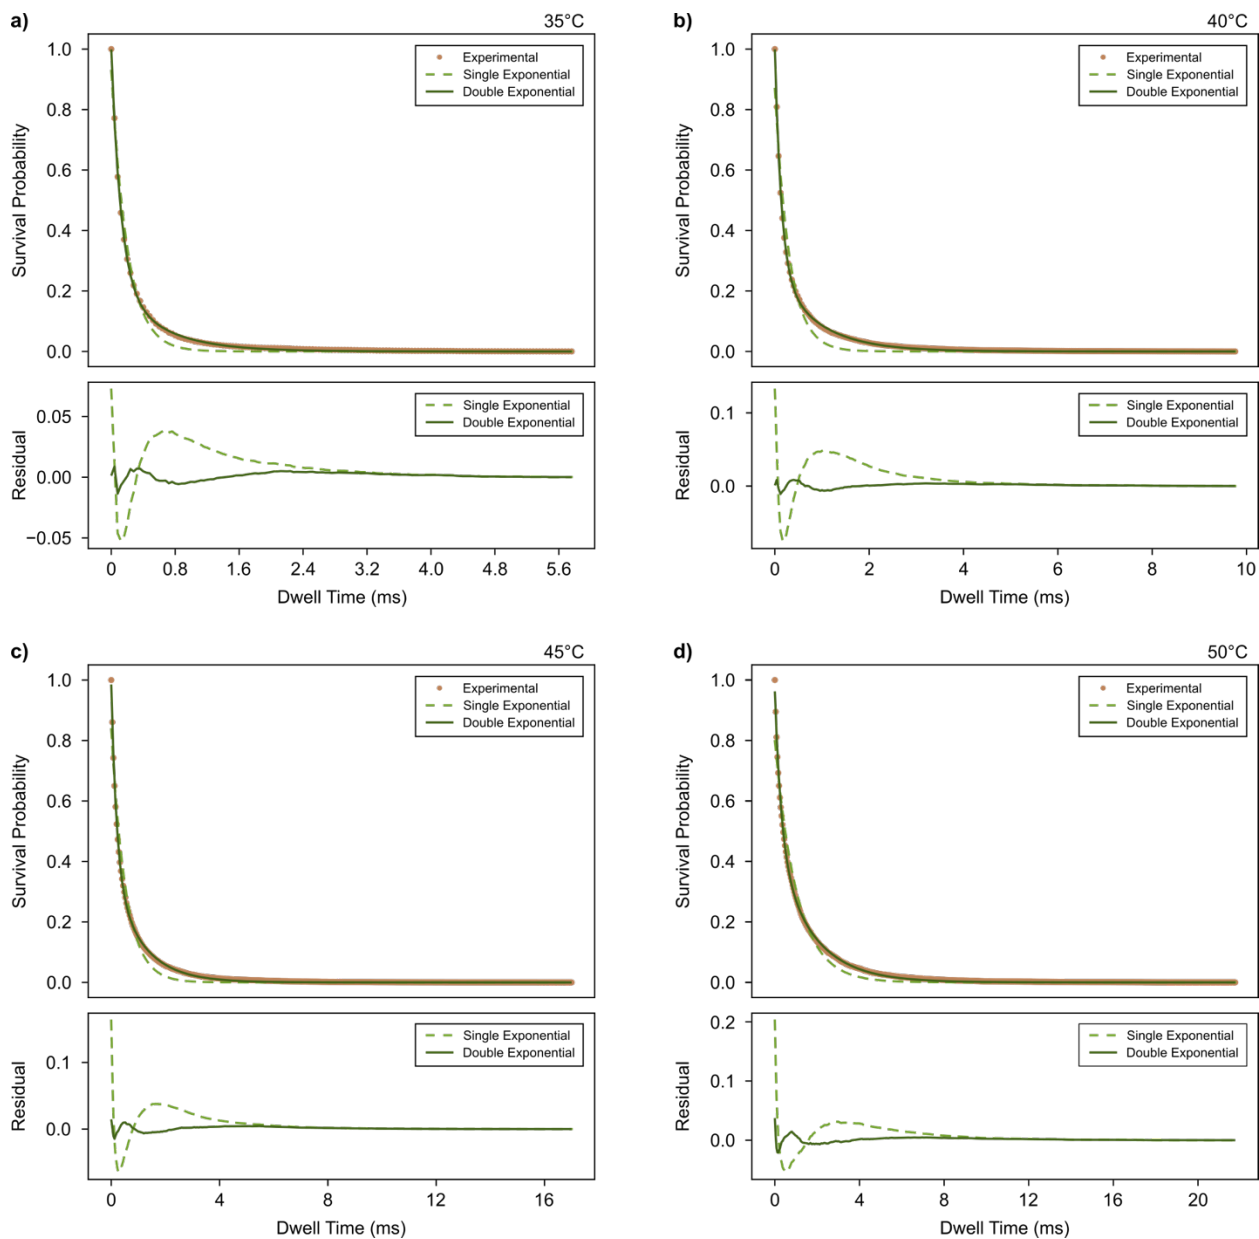 a) 35°C
1.0
0.8
0.6
0.4
0.2
0.0
Survival Probability
Experimental
Single Exponential
Double Exponential
0.05
0.00
−0.05
Residual
Single Exponential
Double Exponential
0 0.8 1.6 2.4 3.2 4.0 4.8 5.6
Dwell Time (ms)
b) 40°C
1.0
0.8
0.6
0.4
0.2
0.0
Survival Probability
Experimental
Single Exponential
Double Exponential
0.1
0.0
Residual
Single Exponential
Double Exponential
0 2 4 6 8 10
Dwell Time (ms)
c) 45°C
1.0
0.8
0.6
0.4
0.2
0.0
Survival Probability
Experimental
Single Exponential
Double Exponential
0.1
0.0
Residual
Single Exponential
Double Exponential
0 4 8 12 16
Dwell Time (ms)
d) 50°C
1.0
0.8
0.6
0.4
0.2
0.0
Survival Probability
Experimental
Single Exponential
Double Exponential
0.2
0.1
0.0
Residual
Single Exponential
Double Exponential
0 4 8 12 16 20
Dwell Time (ms)